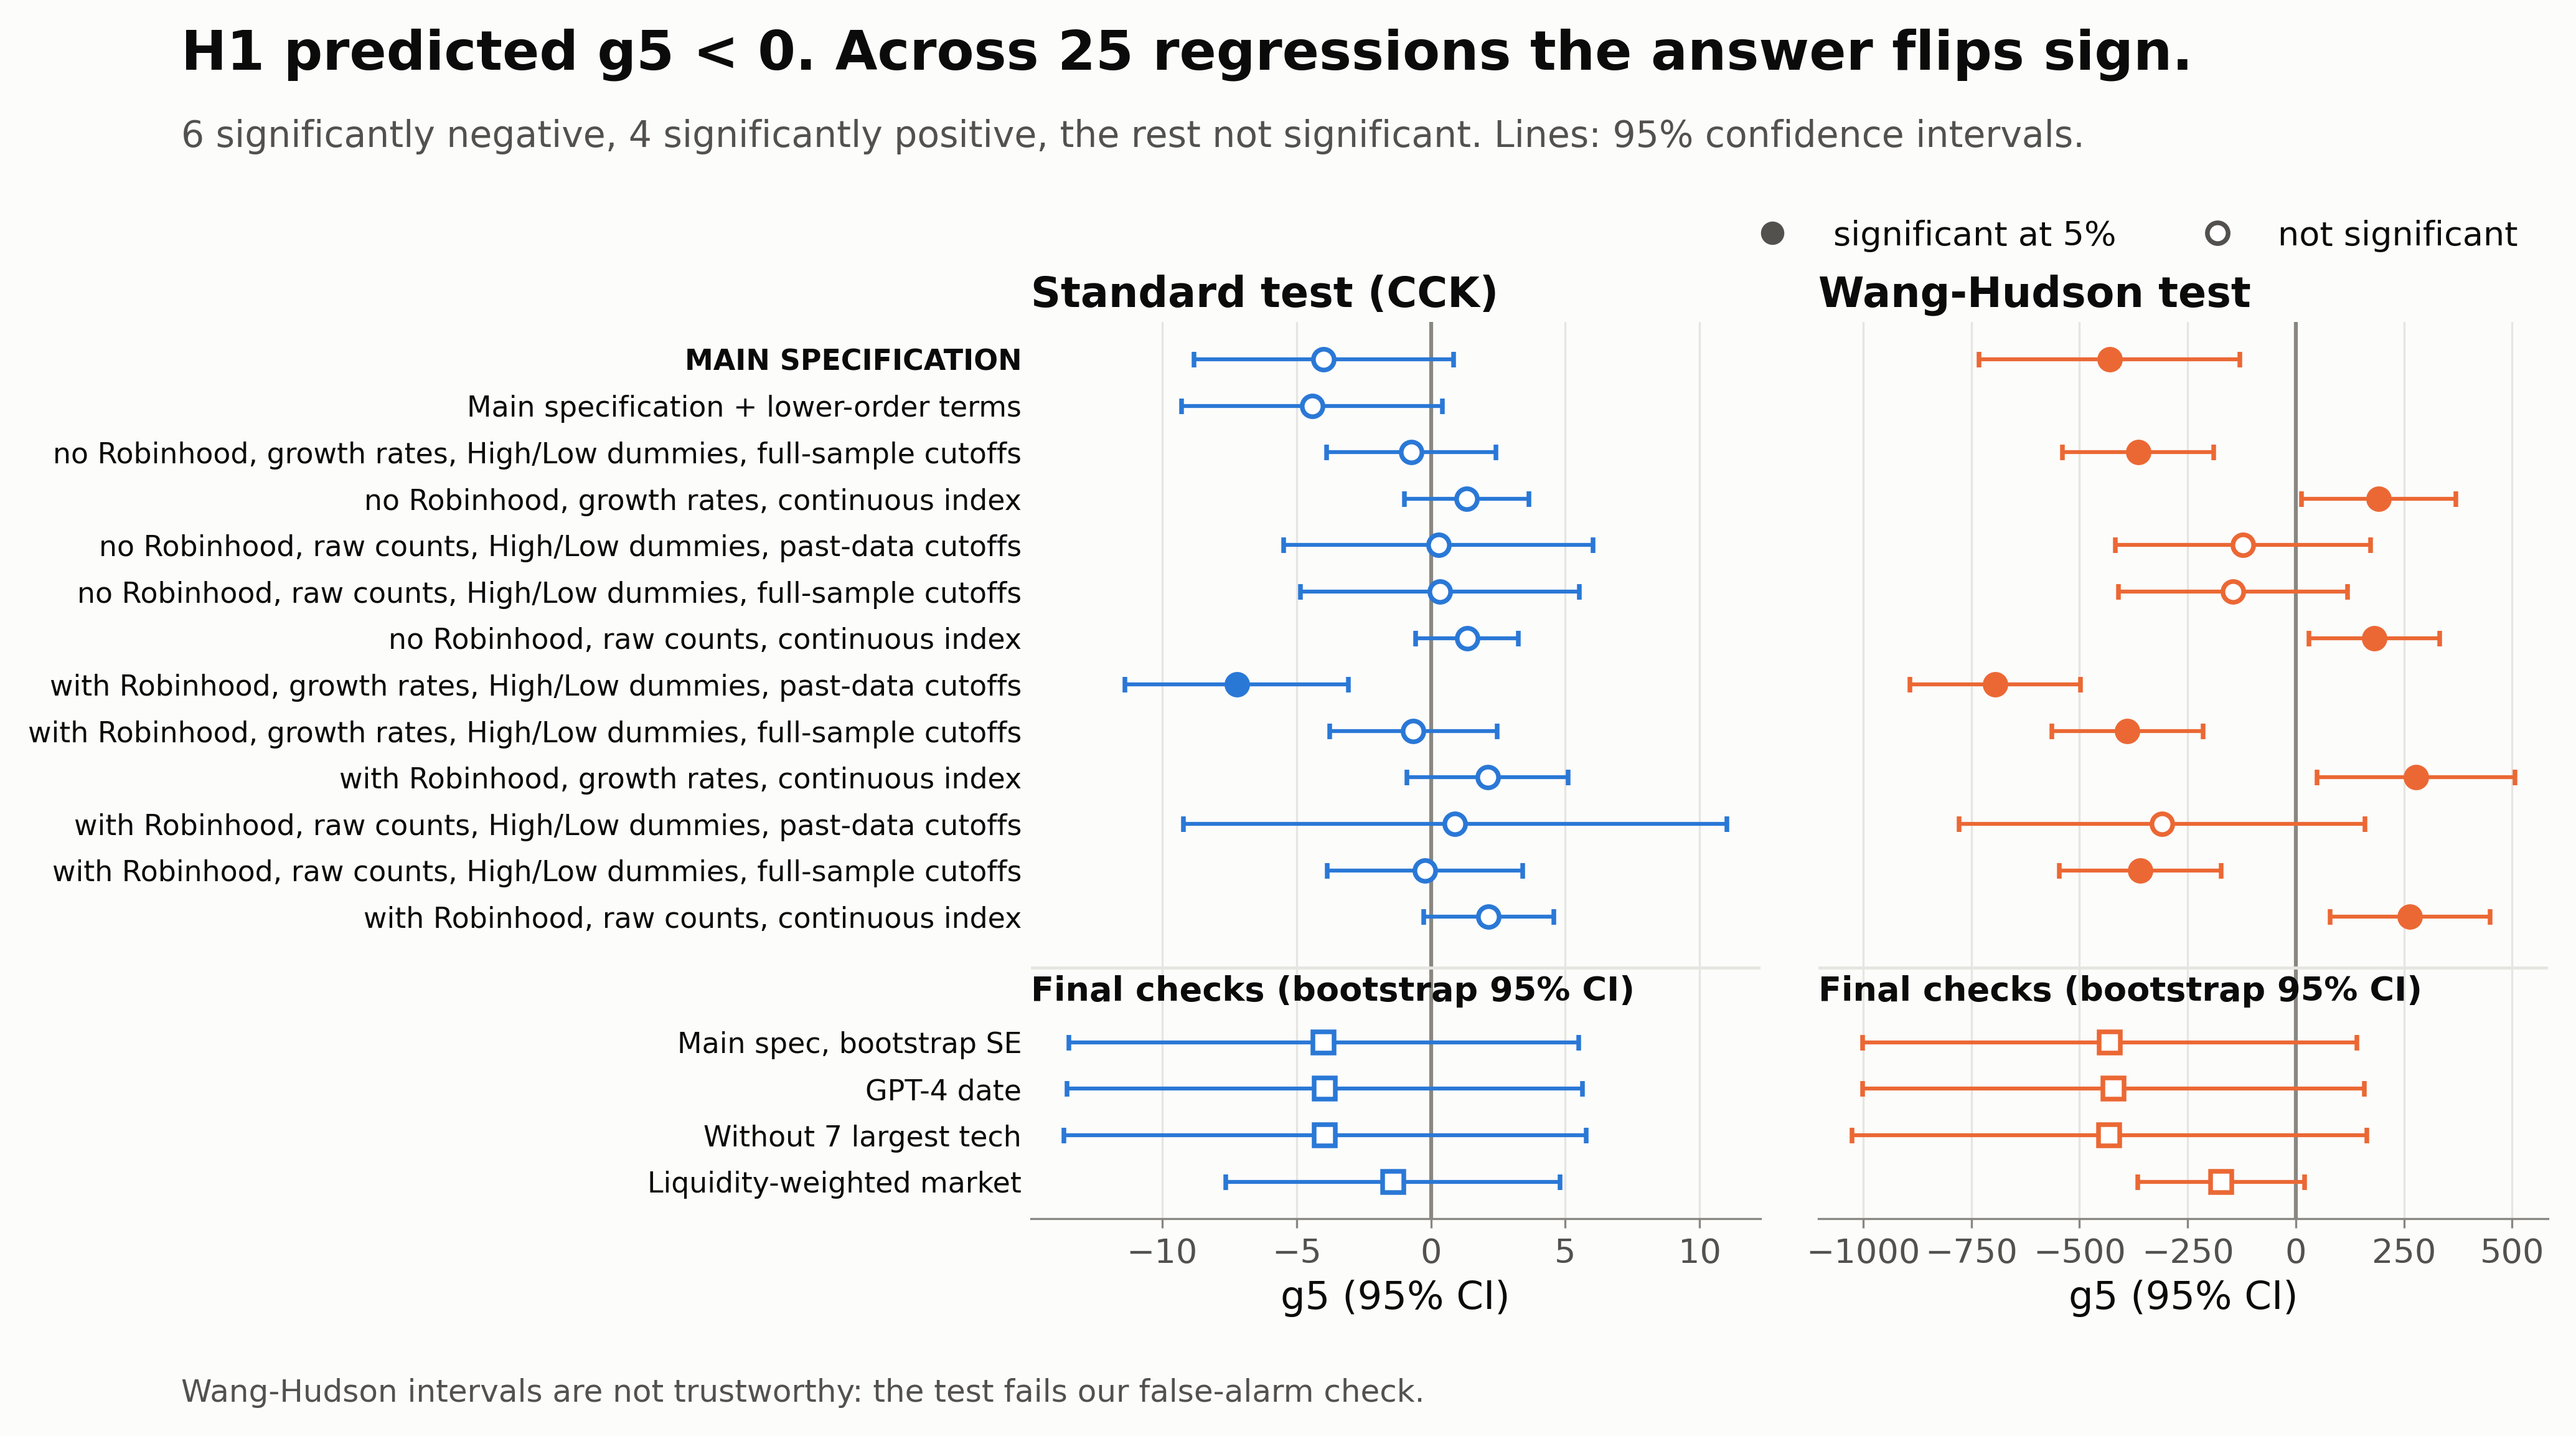 H1 predicted g5 < 0. Across 25 regressions the answer flips sign.
6 significantly negative, 4 significantly positive, the rest not significant. Lines: 95% confidence intervals.
significant at 5%
not significant
Standard test (CCK)
Wang-Hudson test
MAIN SPECIFICATION
Main specification + lower-order terms
no Robinhood, growth rates, High/Low dummies, full-sample cutoffs
no Robinhood, growth rates, continuous index
no Robinhood, raw counts, High/Low dummies, past-data cutoffs
no Robinhood, raw counts, High/Low dummies, full-sample cutoffs
no Robinhood, raw counts, continuous index
with Robinhood, growth rates, High/Low dummies, past-data cutoffs
with Robinhood, growth rates, High/Low dummies, full-sample cutoffs
with Robinhood, growth rates, continuous index
with Robinhood, raw counts, High/Low dummies, past-data cutoffs
with Robinhood, raw counts, High/Low dummies, full-sample cutoffs
with Robinhood, raw counts, continuous index
Final checks (bootstrap 95% CI)
Final checks (bootstrap 95% CI)
Main spec, bootstrap SE
GPT-4 date
Without 7 largest tech
Liquidity-weighted market
−10 −5 0 5 10
−1000 −750 −500 −250 0 250 500
g5 (95% CI)
g5 (95% CI)
Wang-Hudson intervals are not trustworthy: the test fails our false-alarm check.